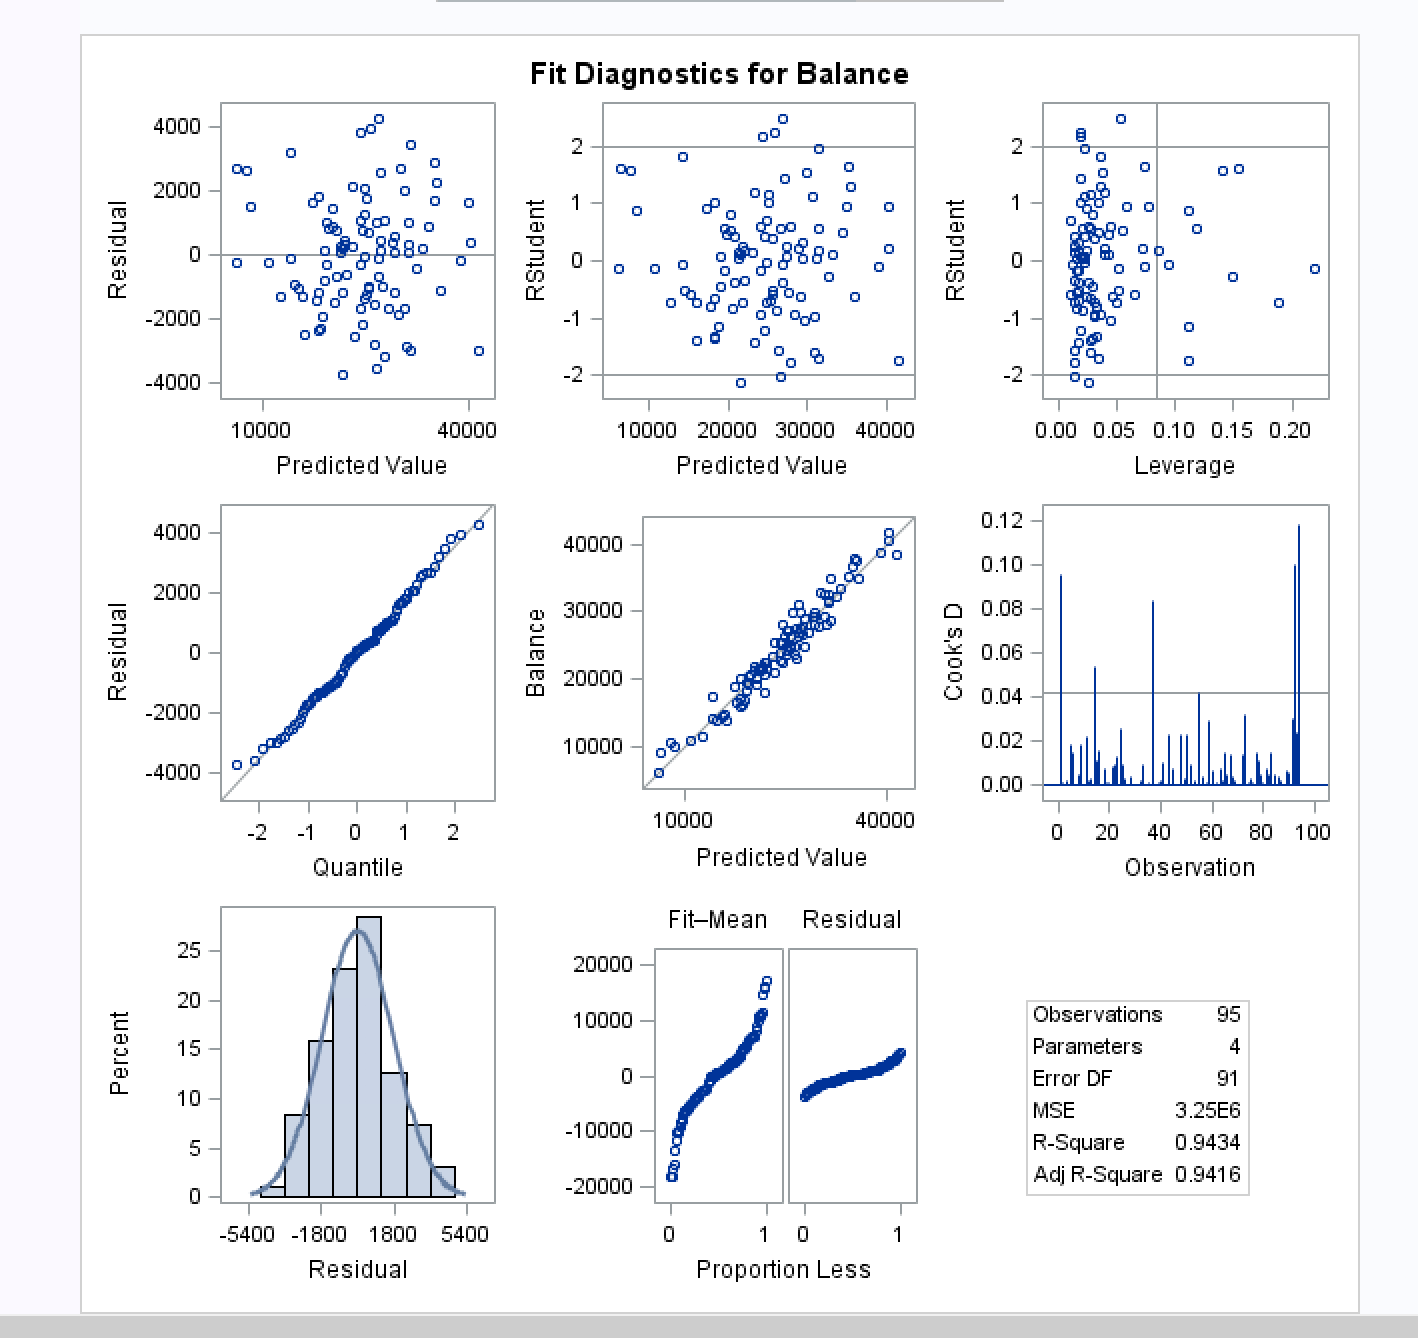 Fit Diagnostics for Balance
4000
2000
0
-2000
-4000
Residual
10000 40000
Predicted Value
2
1
0
-1
-2
RStudent
10000 20000 30000 40000
Predicted Value
2
1
0
-1
-2
RStudent
0.00 0.05 0.10 0.15 0.20
Leverage
4000
2000
0
-2000
-4000
Residual
-2 -1 0 1 2
Quantile
40000
30000
20000
10000
Balance
10000 40000
Predicted Value
0.12
0.10
0.08
0.06
0.04
0.02
0.00
Cook's D
0 20 40 60 80 100
Observation
25
20
15
10
5
0
Percent
-5400 -1800 1800 5400
Residual
Fit–Mean Residual
20000
10000
0
-10000
-20000
0 1 0 1
Proportion Less
Observations 95
Parameters 4
Error DF 91
MSE 3.25E6
R-Square 0.9434
Adj R-Square 0.9416